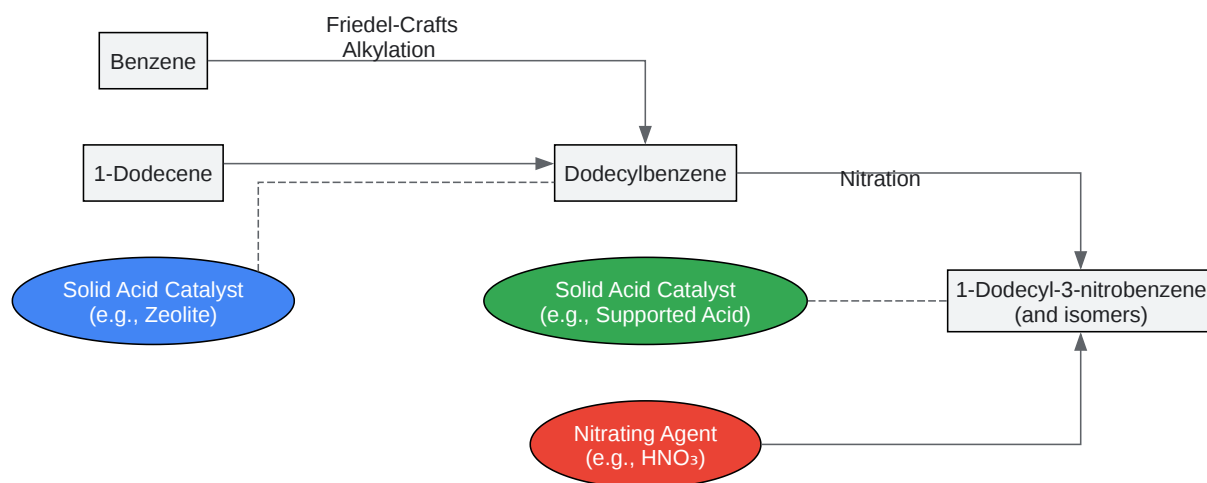 Friedel-Crafts
Alkylation
Benzene
1-Dodecene
Dodecylbenzene
Nitration
Solid Acid Catalyst
(e.g., Zeolite)
Solid Acid Catalyst
(e.g., Supported Acid)
1-Dodecyl-3-nitrobenzene
(and isomers)
Nitrating Agent
(e.g., HNO₃)